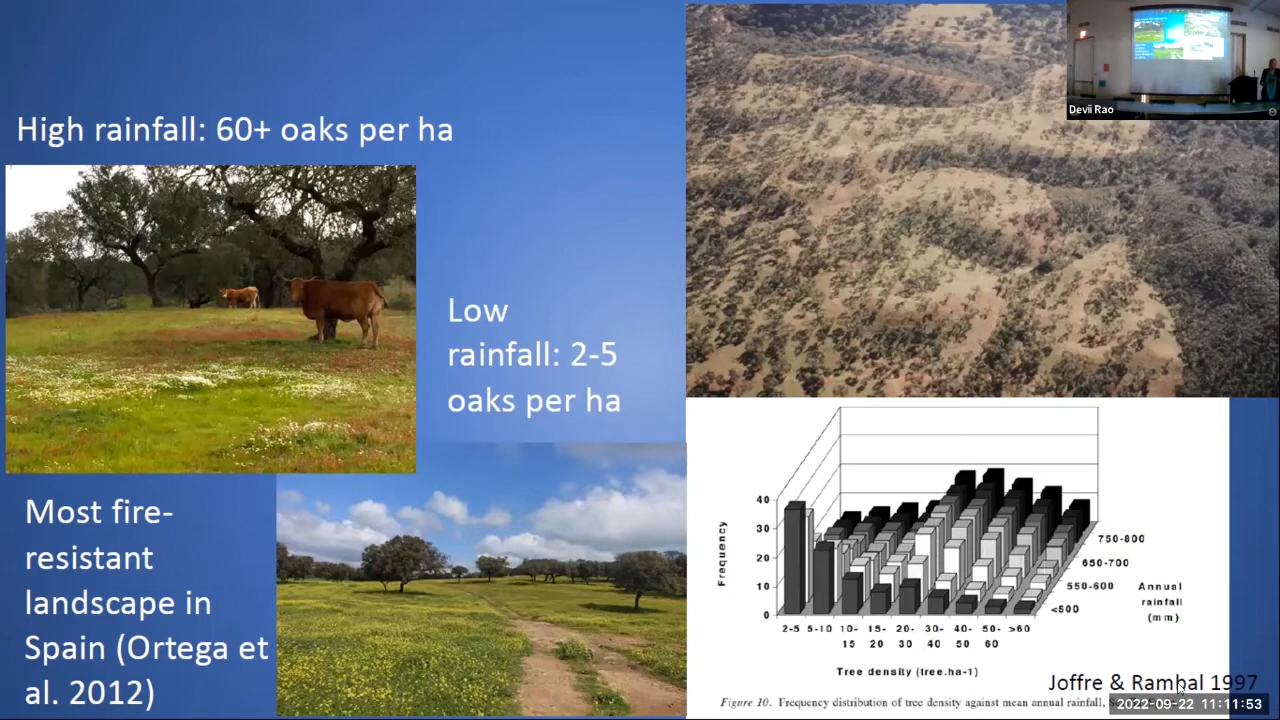 High rainfall: 60+ oaks per ha
Devii Rao
Low
rainfall: 2-5
oaks per ha
Most fire-
resistant
landscape in
Spain (Ortega et
al. 2012)
Frequency
40
30
20
10
0
2-5 5-10 10-15 15-20 20-30 30-40 40-50 50-60 >60
Tree density (tree.ha-1)
750-800
650-700
550-600
<500
Annual
rainfall
(mm)
Joffre & Rambal 1997
Figure 10. Frequency distribution of tree density against mean annual rainfall,
2022-09-22 11:11:53